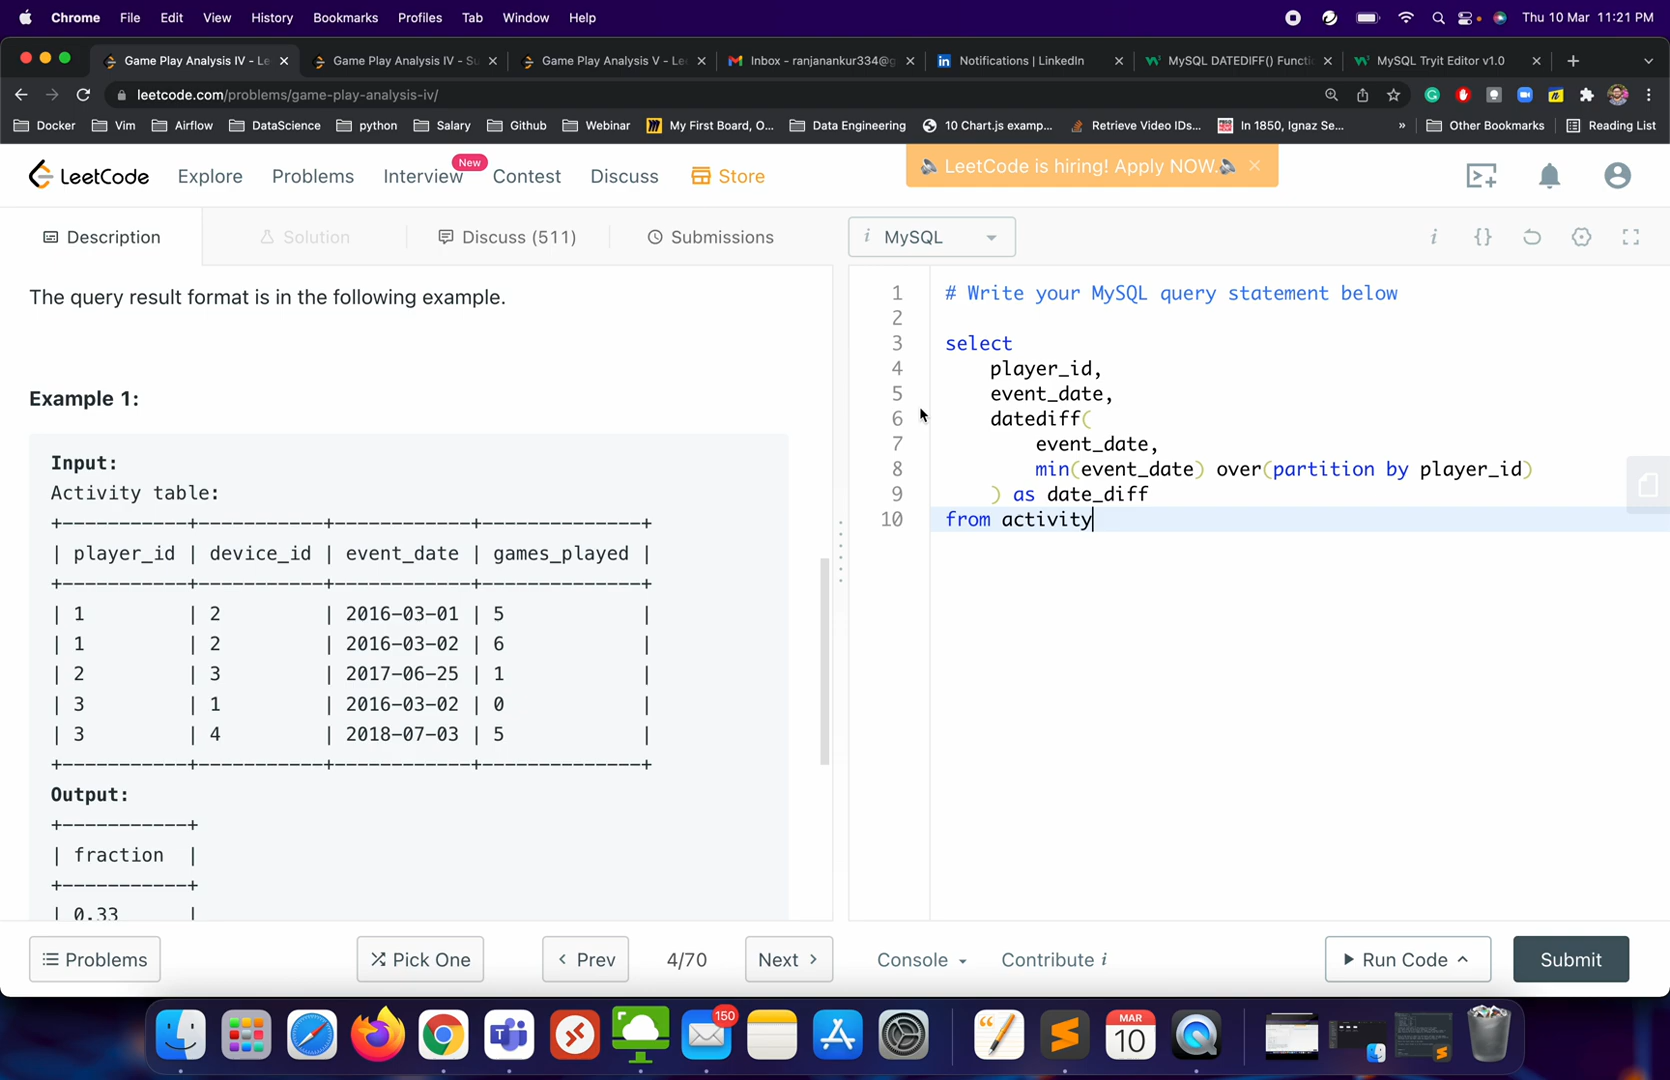 Chrome File Edit View History Bookmarks Profiles Tab Window Help Thu 10 Mar 11:21 PM
Game Play Analysis IV - Le Game Play Analysis IV - Su Game Play Analysis V - Lee Inbox - ranjanankur334@g Notifications | LinkedIn MySQL DATEDIFF() Functi MySQL Tryit Editor v1.0
leetcode.com/problems/game-play-analysis-iv/
Docker Vim Airflow DataScience python Salary Github Webinar My First Board, O... Data Engineering 10 Chart.js examp... Retrieve Video IDs... In 1850, Ignaz Se... » Other Bookmarks Reading List
LeetCode Explore Problems Interview New Contest Discuss Store LeetCode is hiring! Apply NOW.
Description Solution Discuss (511) Submissions i MySQL
The query result format is in the following example.
Example 1:
Input:
Activity table:
+-----------+-----------+------------+--------------+
| player_id | device_id | event_date | games_played |
+-----------+-----------+------------+--------------+
| 1 | 2 | 2016-03-01 | 5 |
| 1 | 2 | 2016-03-02 | 6 |
| 2 | 3 | 2017-06-25 | 1 |
| 3 | 1 | 2016-03-02 | 0 |
| 3 | 4 | 2018-07-03 | 5 |
+-----------+-----------+------------+--------------+
Output:
+-----------+
| fraction |
+-----------+
| 0.33 |
1 # Write your MySQL query statement below
2
3 select
4 player_id,
5 event_date,
6 datediff(
7 event_date,
8 min(event_date) over(partition by player_id)
9 ) as date_diff
10 from activity
Problems Pick One < Prev 4/70 Next > Console Contribute i Run Code Submit
150
MAR
10